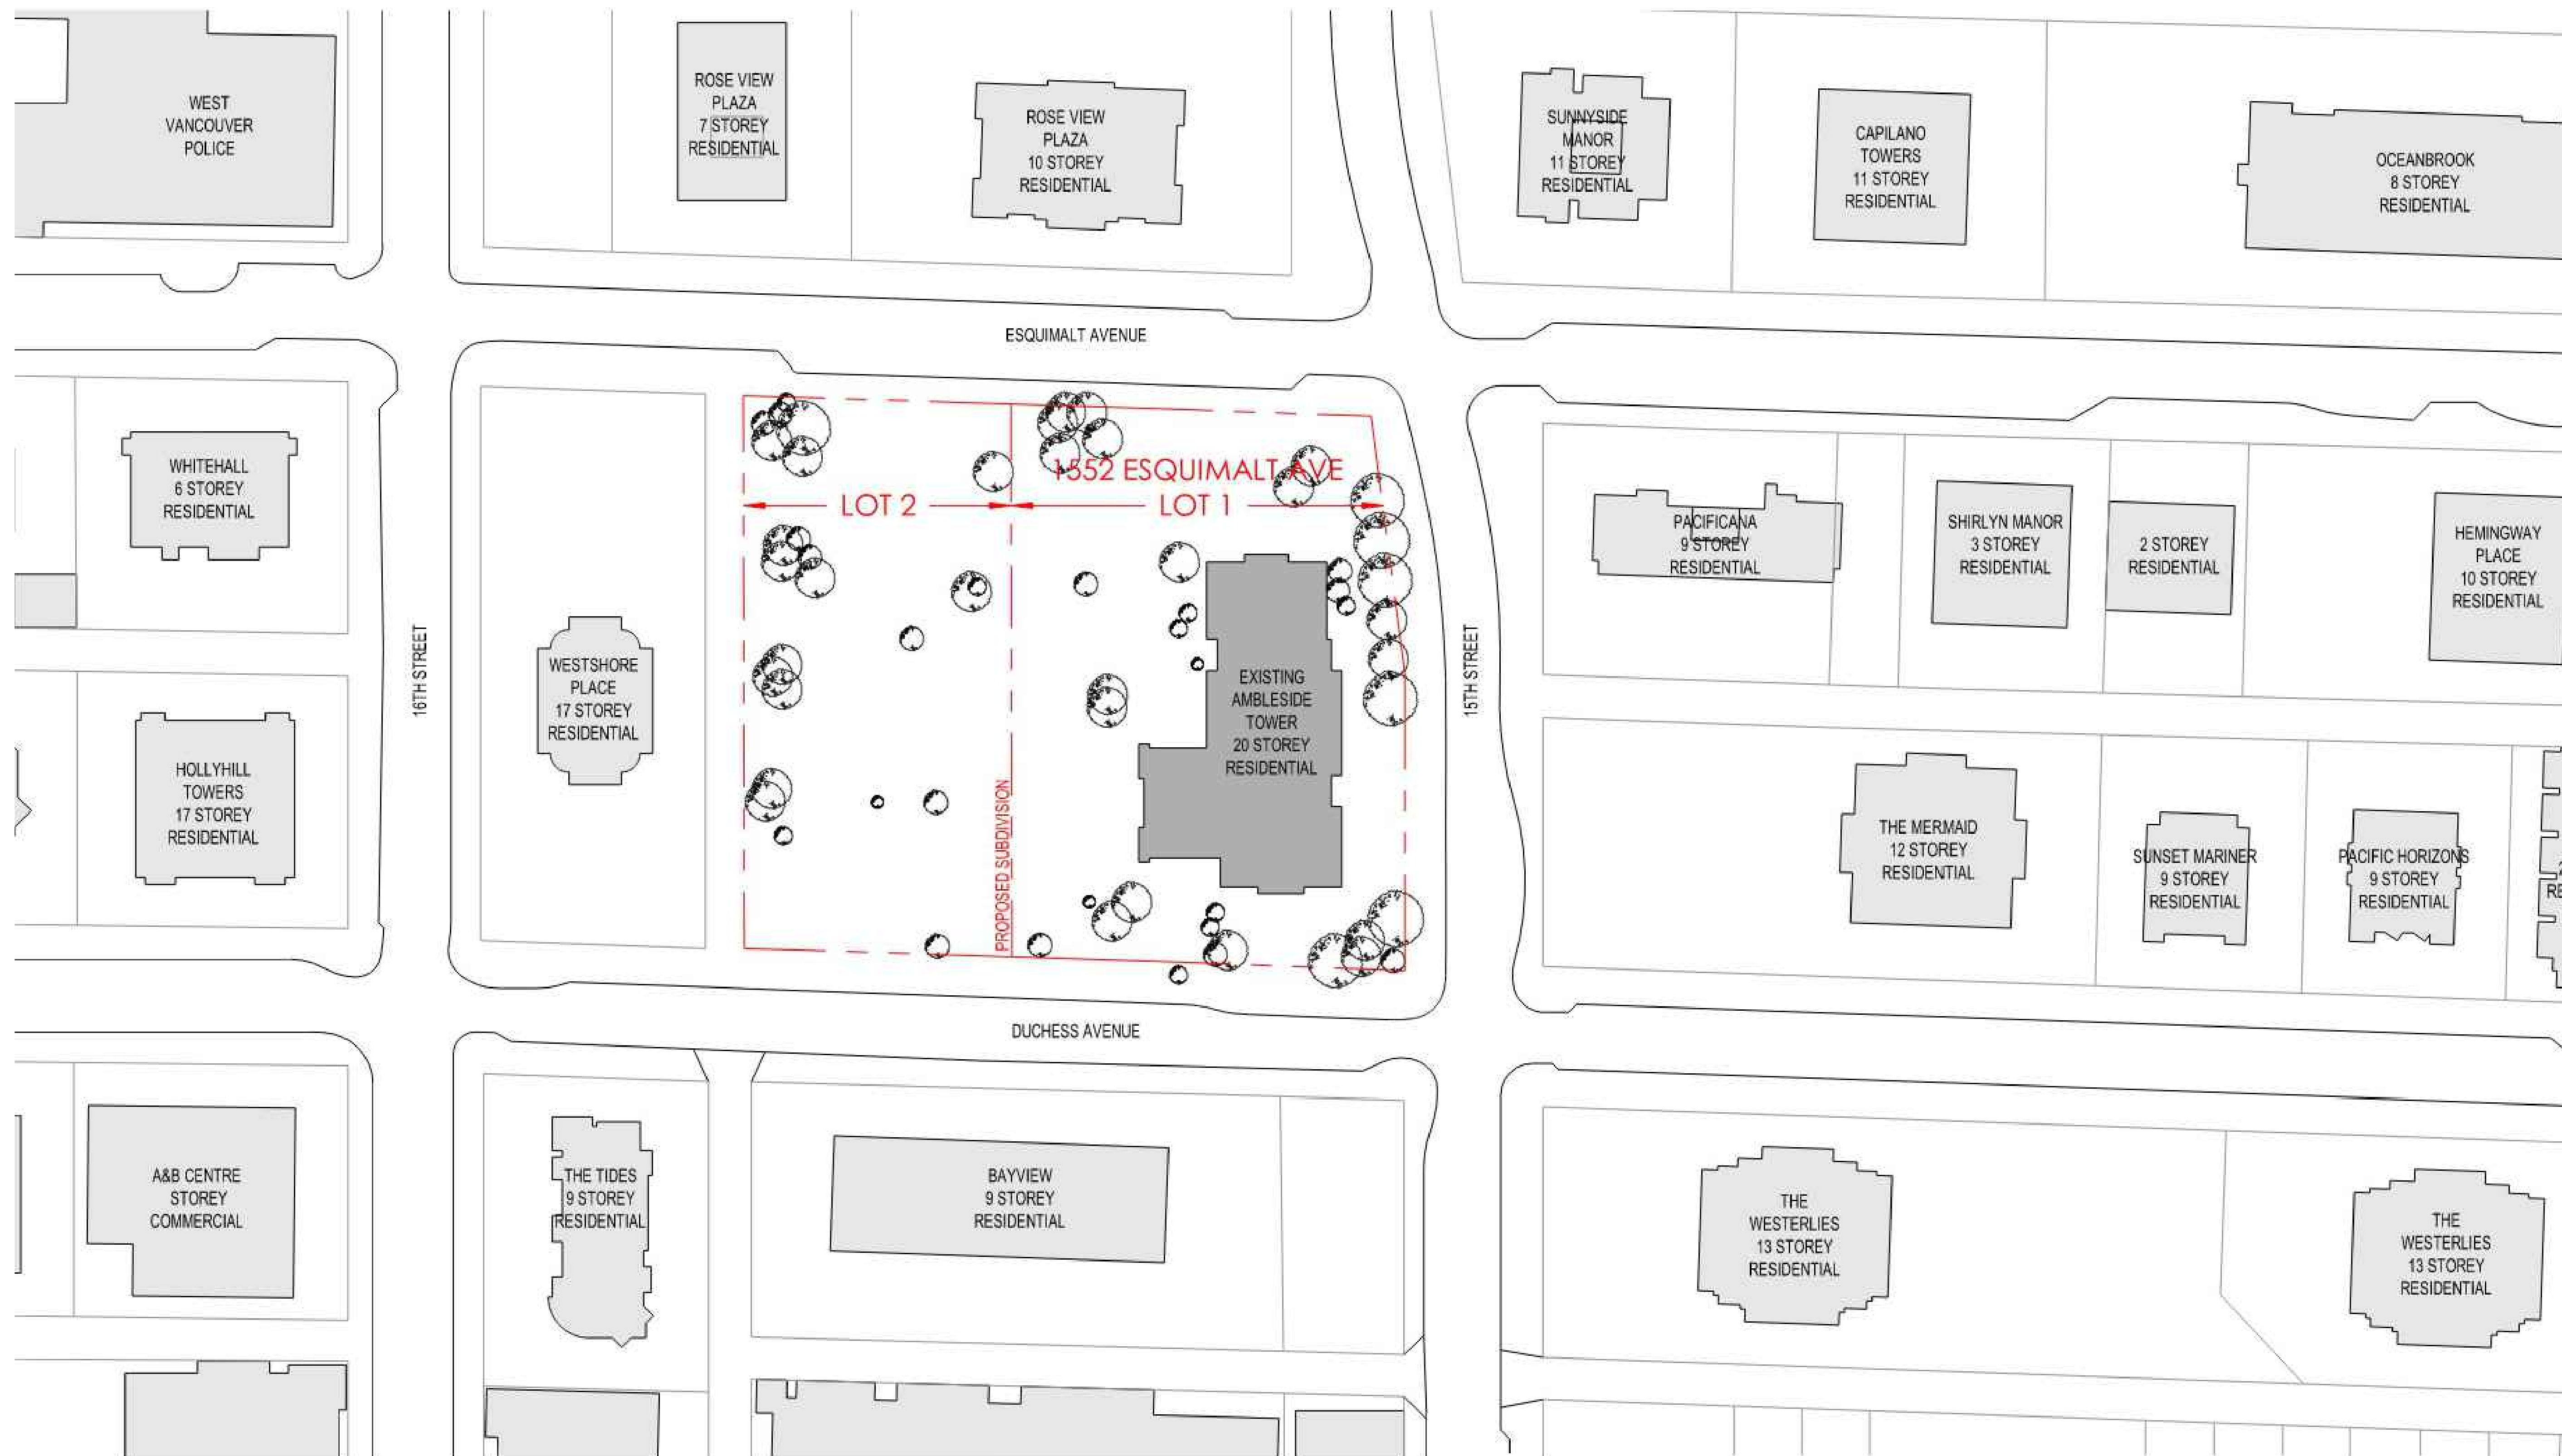 WEST
VANCOUVER
POLICE
ROSE VIEW
PLAZA
7 STOREY
RESIDENTIAL
ROSE VIEW
PLAZA
10 STOREY
RESIDENTIAL
SUNNYSIDE
MANOR
11 STOREY
RESIDENTIAL
CAPILANO
TOWERS
11 STOREY
RESIDENTIAL
OCEANBROOK
8 STOREY
RESIDENTIAL
ESQUIMALT AVENUE
WHITEHALL
6 STOREY
RESIDENTIAL
1552 ESQUIMALT AVE
LOT 2
LOT 1
PACIFICANA
9 STOREY
RESIDENTIAL
SHIRLYN MANOR
3 STOREY
RESIDENTIAL
2 STOREY
RESIDENTIAL
HEMINGWAY
PLACE
10 STOREY
RESIDENTIAL
16TH STREET
WESTSHORE
PLACE
17 STOREY
RESIDENTIAL
EXISTING
AMBLESIDE
TOWER
20 STOREY
RESIDENTIAL
15TH STREET
HOLLYHILL
TOWERS
17 STOREY
RESIDENTIAL
PROPOSED SUBDIVISION
THE MERMAID
12 STOREY
RESIDENTIAL
SUNSET MARINER
9 STOREY
RESIDENTIAL
PACIFIC HORIZONS
9 STOREY
RESIDENTIAL
DUCHESS AVENUE
A&B CENTRE
STOREY
COMMERCIAL
THE TIDES
9 STOREY
RESIDENTIAL
BAYVIEW
9 STOREY
RESIDENTIAL
THE
WESTERLIES
13 STOREY
RESIDENTIAL
THE
WESTERLIES
13 STOREY
RESIDENTIAL